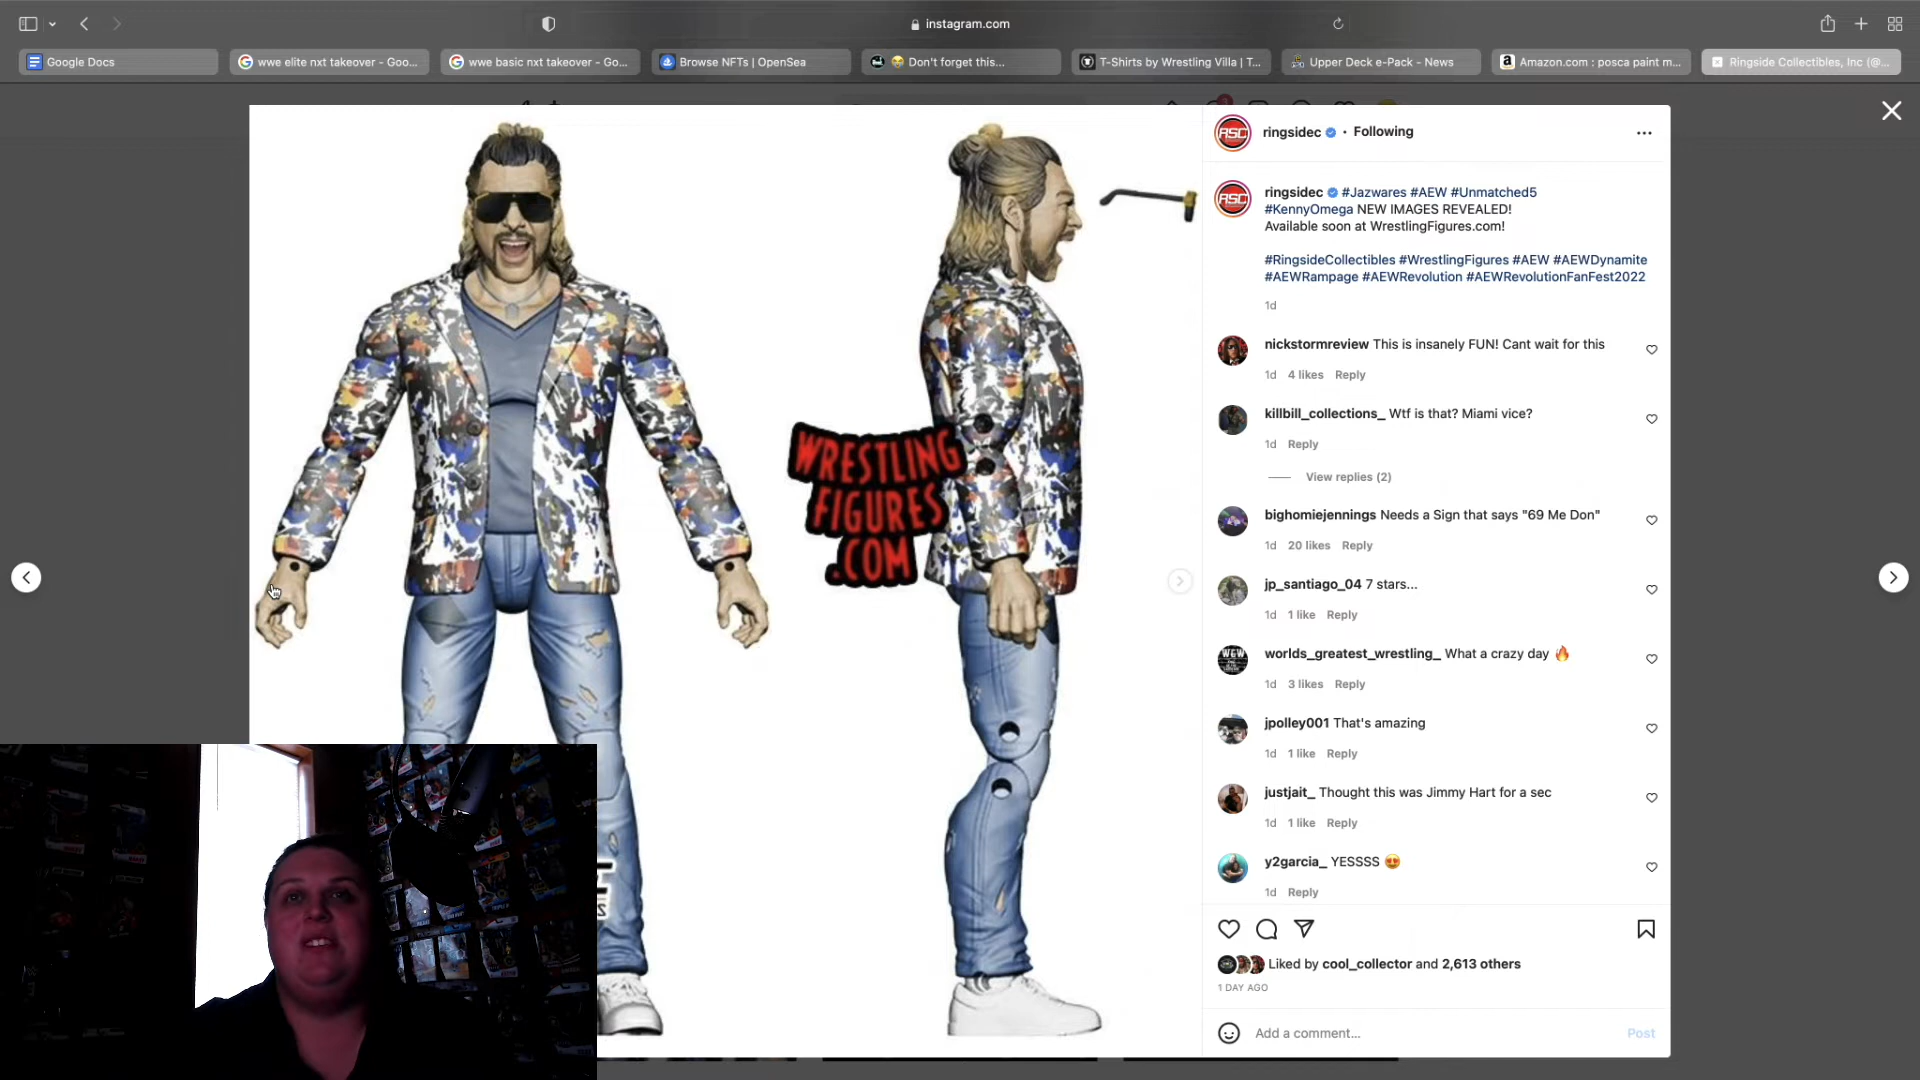 instagram.com
Google Docs
wwe elite nxt takeover - Goo...
wwe basic nxt takeover - Go...
Browse NFTs | OpenSea
😂 Don't forget this...
T-Shirts by Wrestling Villa | T...
Upper Deck e-Pack - News
Amazon.com : posca paint m...
Ringside Collectibles, Inc (@...
RSC
ringsidec • Following
RSC
ringsidec #Jazwares #AEW #Unmatched5
#KennyOmega NEW IMAGES REVEALED!
Available soon at WrestlingFigures.com!
#RingsideCollectibles #WrestlingFigures #AEW #AEWDynamite
#AEWRampage #AEWRevolution #AEWRevolutionFanFest2022
1d
nickstormreview This is insanely FUN! Cant wait for this
1d 4 likes Reply
killbill_collections_ Wtf is that? Miami vice?
1d Reply
View replies (2)
bighomiejennings Needs a Sign that says "69 Me Don"
1d 20 likes Reply
jp_santiago_04 7 stars...
1d 1 like Reply
worlds_greatest_wrestling_ What a crazy day 🔥
1d 3 likes Reply
jpolley001 That's amazing
1d 1 like Reply
justjait_ Thought this was Jimmy Hart for a sec
1d 1 like Reply
y2garcia_ YESSSS 😍
1d Reply
Liked by cool_collector and 2,613 others
1 DAY AGO
Add a comment...
Post
WRESTLING
FIGURES
.COM